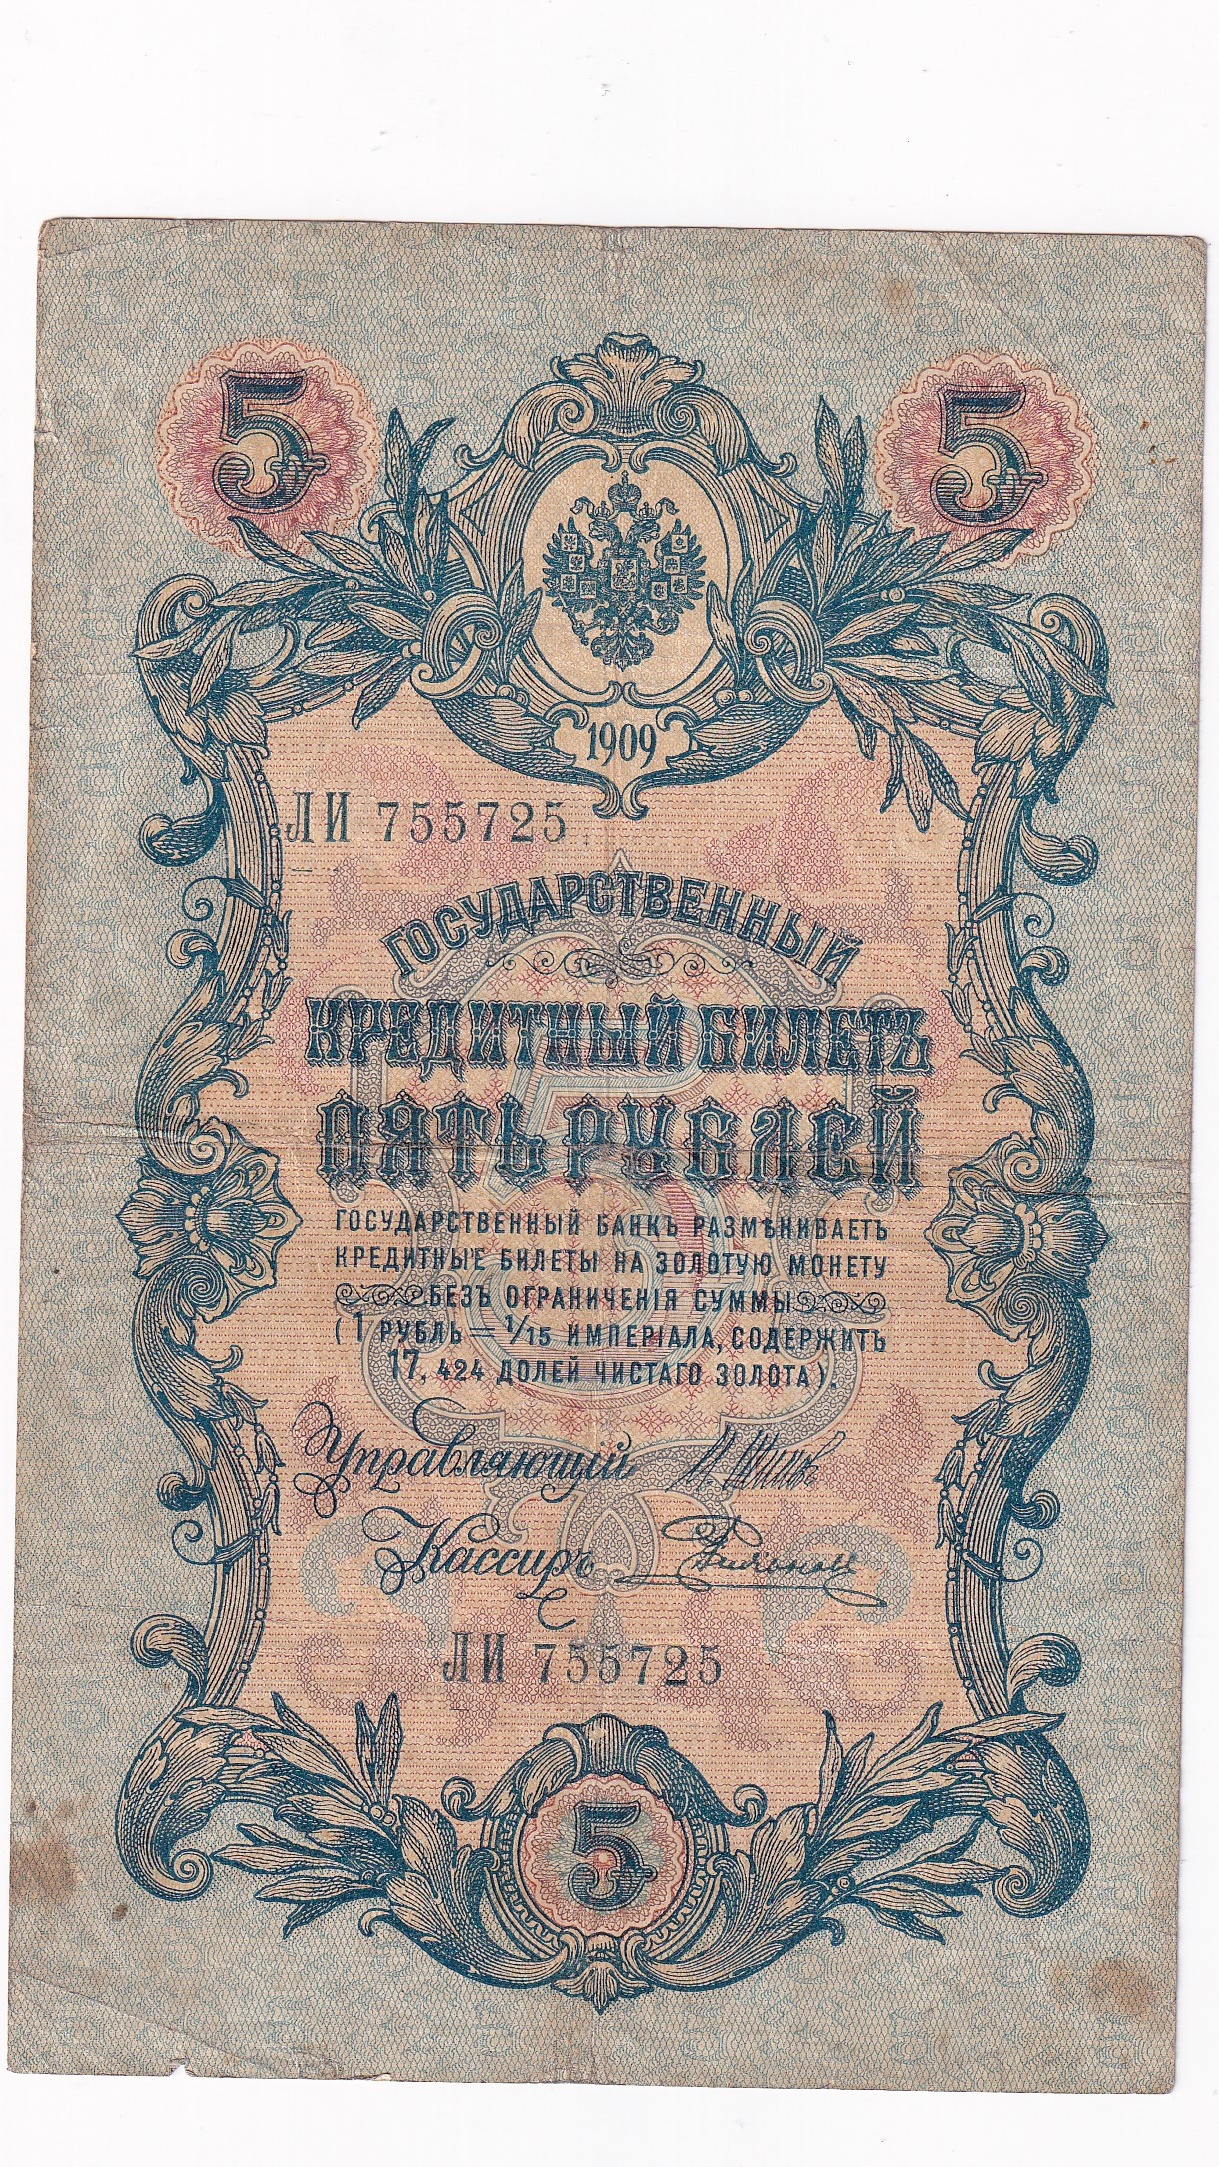 5 5
1909
ЛИ 755725
ГОСУДАРСТВЕННЫЙ
КРЕДИТНЫЙ БИЛЕТЪ
ПЯТЬ РУБЛЕЙ
ГОСУДАРСТВЕННЫЙ БАНКЪ РАЗМѢНИВАЕТЪ
КРЕДИТНЫЕ БИЛЕТЫ НА ЗОЛОТУЮ МОНЕТУ
БЕЗЪ ОГРАНИЧЕНІЯ СУММЫ
(1 РУБЛЬ = 1/15 ИМПЕРІАЛА, СОДЕРЖИТЪ
17,424 ДОЛЕЙ ЧИСТАГО ЗОЛОТА).
Управляющій И. Шиповъ
Кассиръ
ЛИ 755725
5